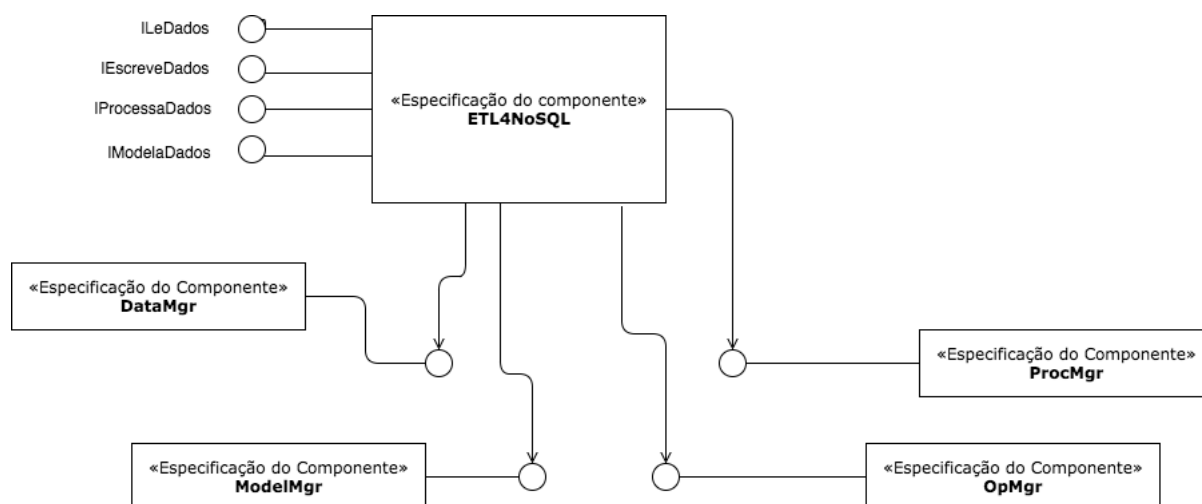 ILeDados
IEscreveDados
IProcessaDados
IModelaDados
«Especificação do componente»
ETL4NoSQL
«Especificação do Componente»
DataMgr
«Especificação do Componente»
ProcMgr
«Especificação do Componente»
ModelMgr
«Especificação do Componente»
OpMgr